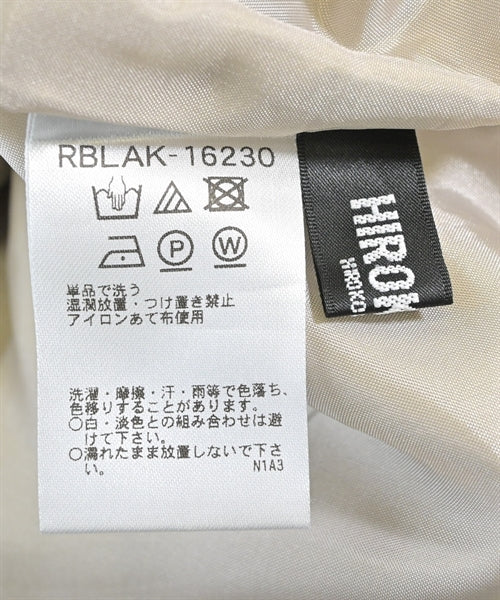 RBLAK-16230
P
W
単品で洗う
湿潤放置・つけ置き禁止
アイロンあて布使用
洗濯・摩擦・汗・雨等で色落ち、
色移りすることがあります。
○白・淡色との組み合わせは避
けて下さい。
○濡れたまま放置しないで下さ
い。
N1A3
HIROK
HIROKO